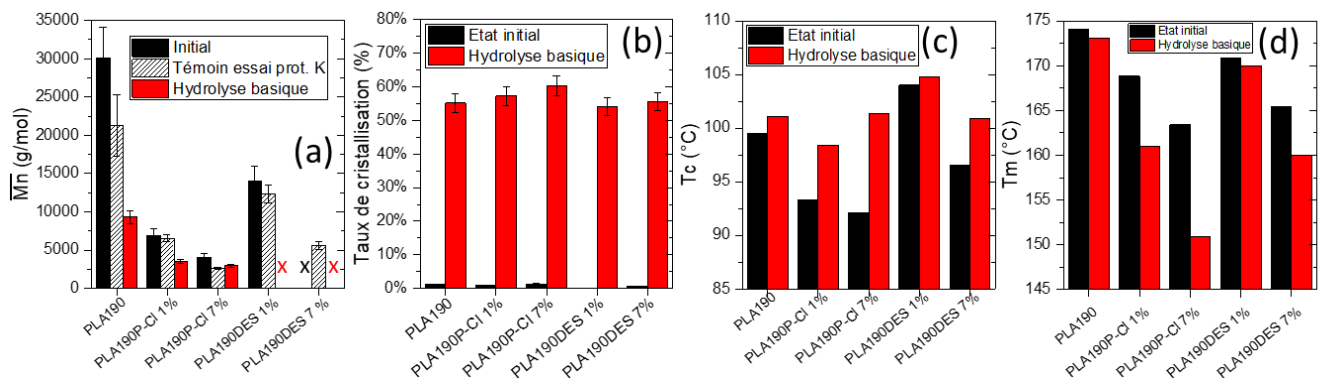 35000
30000
25000
20000
15000
10000
5000
0
Mn (g/mol)
Initial
Témoin essai prot. K
Hydrolyse basique
(a)
x
x
x
PLA190
PLA190P-Cl 1%
PLA190P-Cl 7%
PLA190DES 1%
PLA190DES 7 %
80%
70%
60%
50%
40%
30%
20%
10%
0%
Taux de cristallisation (%)
Etat initial
Hydrolyse basique
(b)
PLA190
PLA190P-Cl 1%
PLA190P-Cl 7%
PLA190DES 1%
PLA190DES 7%
110
105
100
95
90
85
Tc (°C)
Etat initial
Hydrolyse basique
(c)
PLA190
PLA190P-Cl 1%
PLA190P-Cl 7%
PLA190DES 1%
PLA190DES 7%
175
170
165
160
155
150
145
Tm (°C)
Etat initial
Hydrolyse basique
(d)
PLA190
PLA190P-Cl 1%
PLA190P-Cl 7%
PLA190DES 1%
PLA190DES 7%